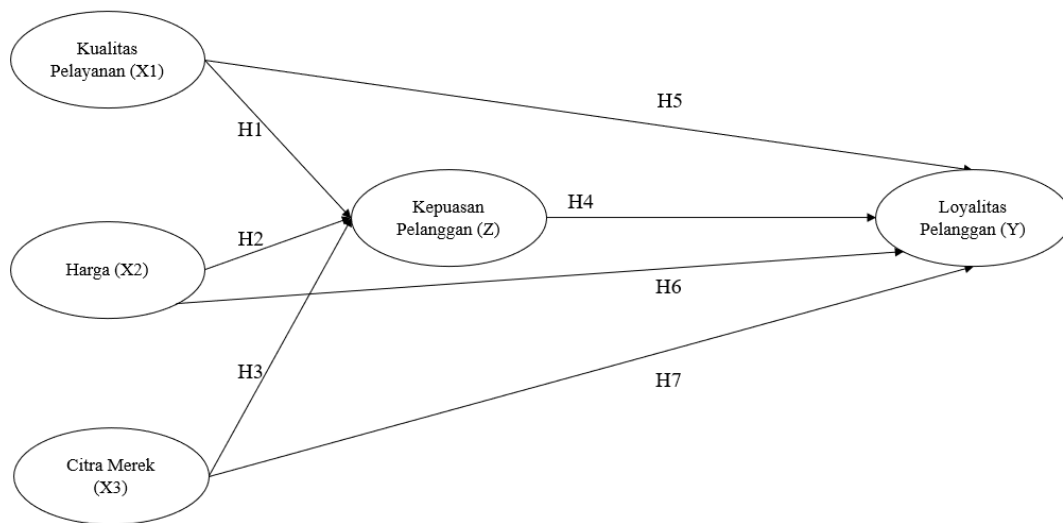 Kualitas
Pelayanan (X1)
H5
H1
Kepuasan
Pelanggan (Z)
H4
Loyalitas
Pelanggan (Y)
H2
Harga (X2)
H6
H3
H7
Citra Merek
(X3)